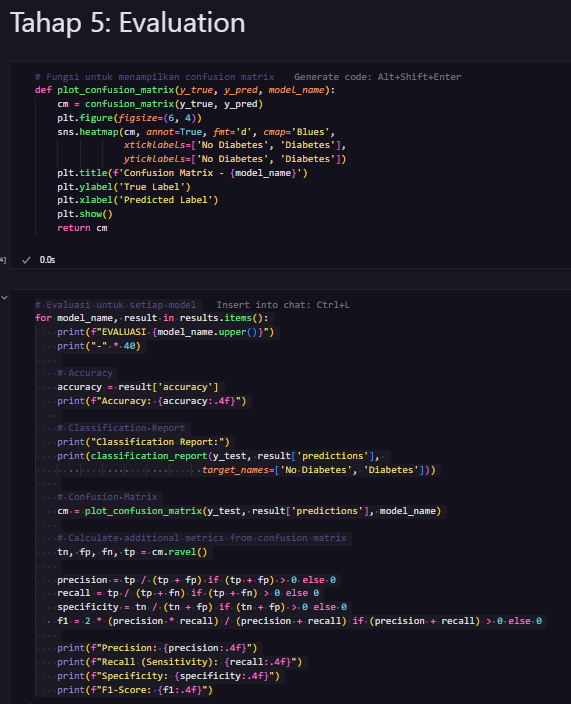 Tahap 5: Evaluation
# Fungsi untuk menampilkan confusion matrix    Generate code: Alt+Shift+Enter
def plot_confusion_matrix(y_true, y_pred, model_name):
    cm = confusion_matrix(y_true, y_pred)
    plt.figure(figsize=(6, 4))
    sns.heatmap(cm, annot=True, fmt='d', cmap='Blues',
                xticklabels=['No Diabetes', 'Diabetes'],
                yticklabels=['No Diabetes', 'Diabetes'])
    plt.title(f'Confusion Matrix - {model_name}')
    plt.ylabel('True Label')
    plt.xlabel('Predicted Label')
    plt.show()
    return cm
4]    ✓    0.0s
# Evaluasi untuk setiap model    Insert into chat: Ctrl+L
for model_name, result in results.items():
    print(f"EVALUASI {model_name.upper()}")
    print("-" * 40)
    # Accuracy
    accuracy = result['accuracy']
    print(f"Accuracy: {accuracy:.4f}")
    # Classification Report
    print("Classification Report:")
    print(classification_report(y_test, result['predictions'],
                                target_names=['No Diabetes', 'Diabetes']))
    # Confusion Matrix
    cm = plot_confusion_matrix(y_test, result['predictions'], model_name)
    # Calculate additional metrics from confusion matrix
    tn, fp, fn, tp = cm.ravel()
    precision = tp / (tp + fp) if (tp + fp) > 0 else 0
    recall = tp / (tp + fn) if (tp + fn) > 0 else 0
    specificity = tn / (tn + fp) if (tn + fp) > 0 else 0
    f1 = 2 * (precision * recall) / (precision + recall) if (precision + recall) > 0 else 0
    print(f"Precision: {precision:.4f}")
    print(f"Recall (Sensitivity): {recall:.4f}")
    print(f"Specificity: {specificity:.4f}")
    print(f"F1-Score: {f1:.4f}")